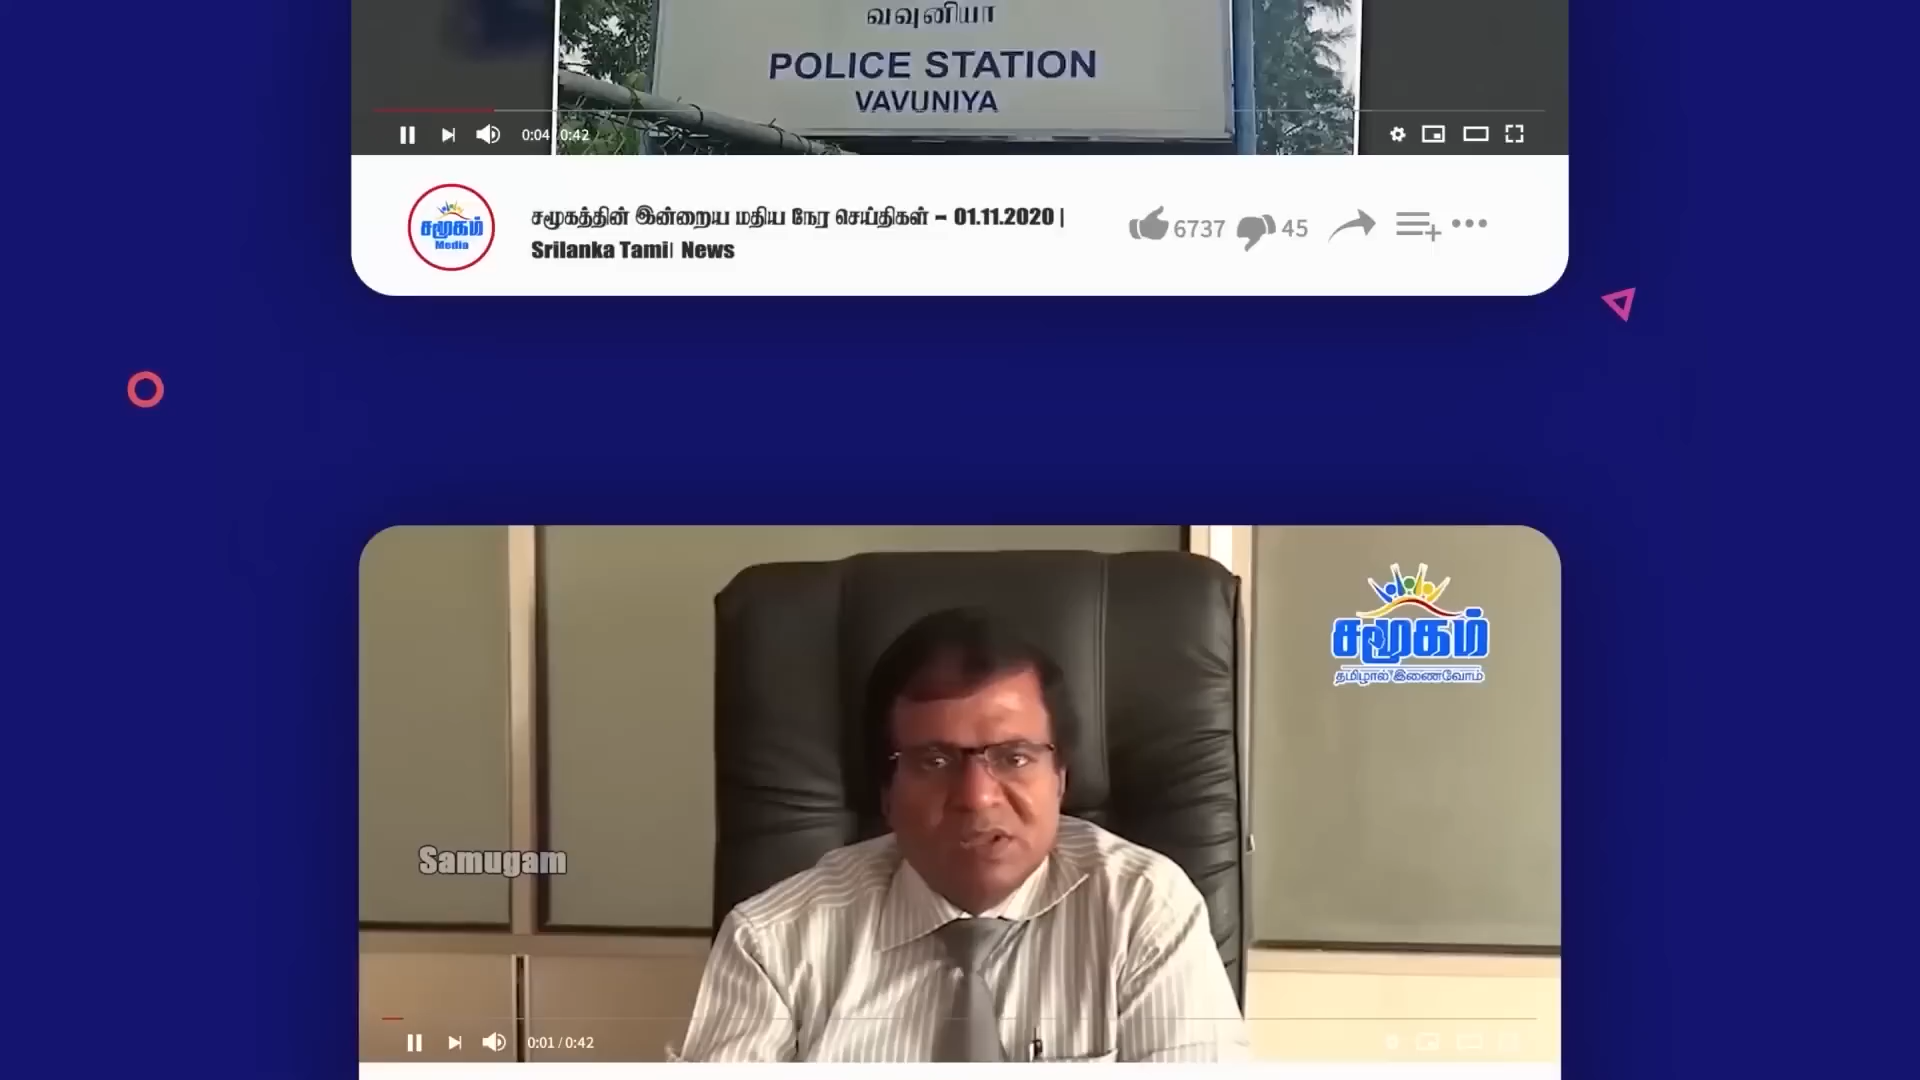 வவுனியா
POLICE STATION
VAVUNIYA
0:04 / 0:42
சமூகம்
Media
சமூகத்தின் இன்றைய மதிய நேர செய்திகள் – 01.11.2020 |
Srilanka Tamil News
6737
45
சமூகம்
தமிழால் இணைவோம்
Samugam
0:01 / 0:42